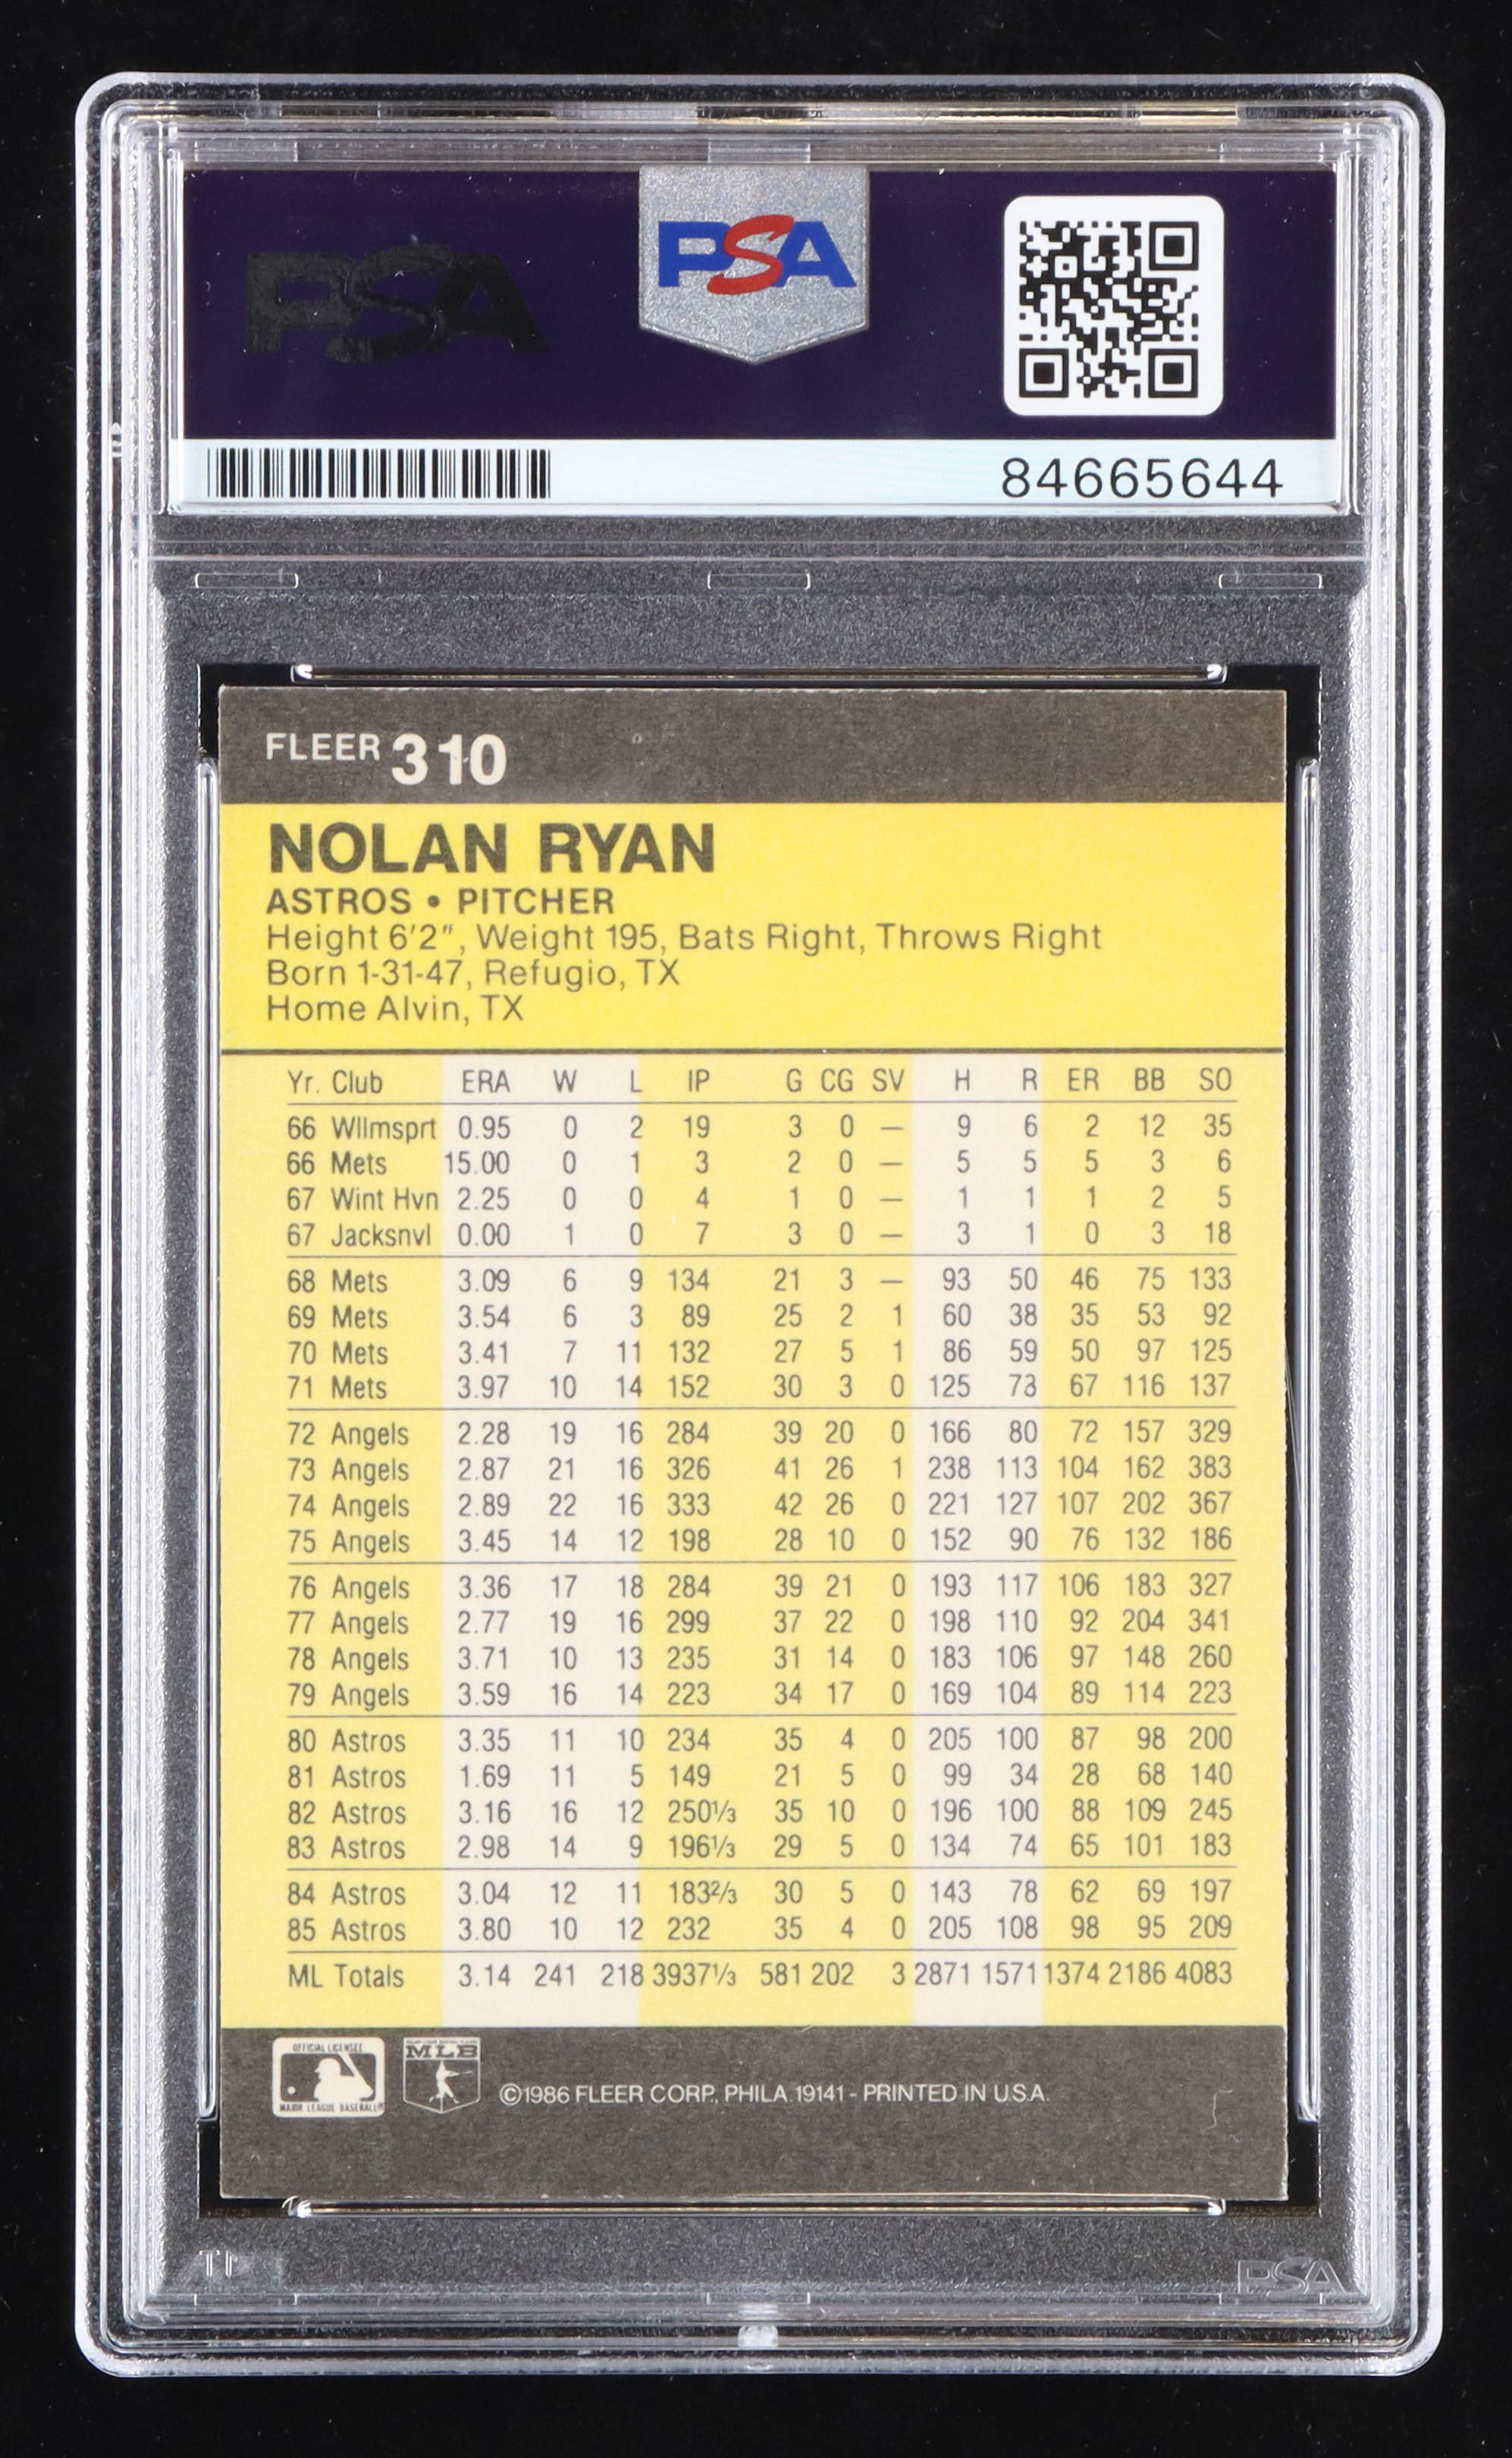 PSA
PSA
84665644
FLEER 310
NOLAN RYAN
ASTROS • PITCHER
Height 6'2", Weight 195, Bats Right, Throws Right
Born 1-31-47, Refugio, TX
Home Alvin, TX
Yr. Club ERA W L IP G CG SV H R ER BB SO
66 Wllmsprt 0.95 0 2 19 3 0 — 9 6 2 12 35
66 Mets 15.00 0 1 3 2 0 — 5 5 5 3 6
67 Wint Hvn 2.25 0 0 4 1 0 — 1 1 1 2 5
67 Jacksnvl 0.00 1 0 7 3 0 — 3 1 0 3 18
68 Mets 3.09 6 9 134 21 3 — 93 50 46 75 133
69 Mets 3.54 6 3 89 25 2 1 60 38 35 53 92
70 Mets 3.41 7 11 132 27 5 1 86 59 50 97 125
71 Mets 3.97 10 14 152 30 3 0 125 73 67 116 137
72 Angels 2.28 19 16 284 39 20 0 166 80 72 157 329
73 Angels 2.87 21 16 326 41 26 1 238 113 104 162 383
74 Angels 2.89 22 16 333 42 26 0 221 127 107 202 367
75 Angels 3.45 14 12 198 28 10 0 152 90 76 132 186
76 Angels 3.36 17 18 284 39 21 0 193 117 106 183 327
77 Angels 2.77 19 16 299 37 22 0 198 110 92 204 341
78 Angels 3.71 10 13 235 31 14 0 183 106 97 148 260
79 Angels 3.59 16 14 223 34 17 0 169 104 89 114 223
80 Astros 3.35 11 10 234 35 4 0 205 100 87 98 200
81 Astros 1.69 11 5 149 21 5 0 99 34 28 68 140
82 Astros 3.16 16 12 250⅓ 35 10 0 196 100 88 109 245
83 Astros 2.98 14 9 196⅓ 29 5 0 134 74 65 101 183
84 Astros 3.04 12 11 183⅔ 30 5 0 143 78 62 69 197
85 Astros 3.80 10 12 232 35 4 0 205 108 98 95 209
ML Totals 3.14 241 218 3937⅓ 581 202 3 2871 1571 1374 2186 4083
OFFICIAL LICENSEE
MAJOR LEAGUE BASEBALL®
MLB
©1986 FLEER CORP., PHILA. 19141 - PRINTED IN U.S.A.
PSA